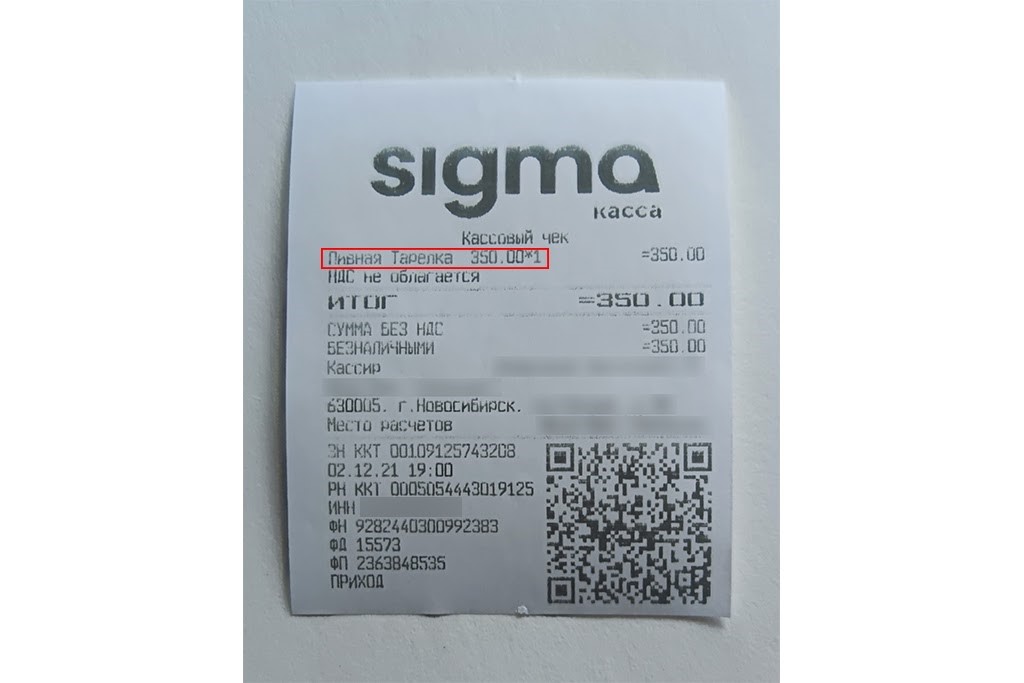 sigma
касса
Кассовый чек
Пивная Тарелка 350.00*1 =350.00
НДС не облагается
ИТОГ =350.00
СУММА БЕЗ НДС =350.00
БЕЗНАЛИЧНЫМИ =350.00
Кассир
630005. г.Новосибирск.
Место расчетов
ЗН ККТ 00109125743208
02.12.21 19:00
РН ККТ 0005054443019125
ИНН
ФН 9282440300992383
ФД 15573
ФП 2363848535
ПРИХОД